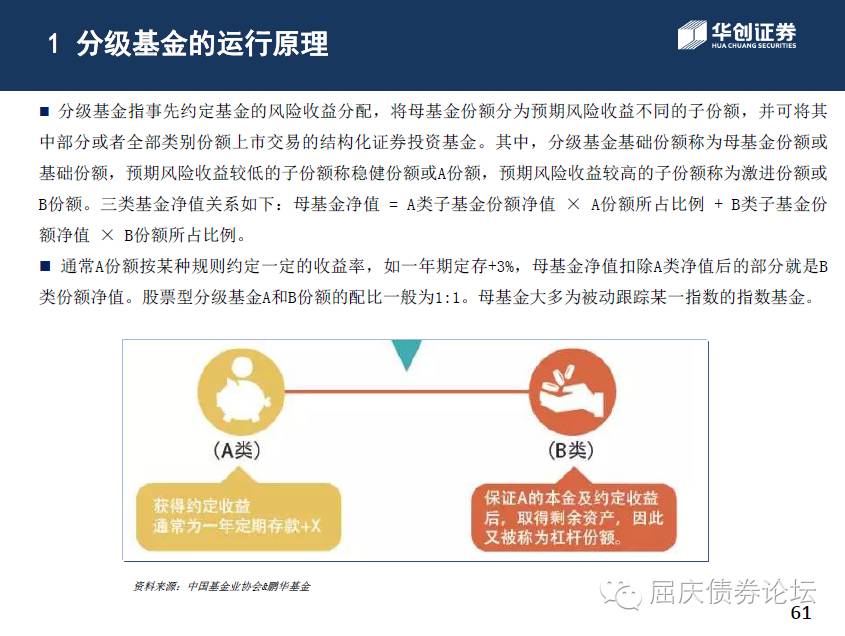 1 分级基金的运行原理
华创证券
HUA CHUANG SECURITIES
■ 分级基金指事先约定基金的风险收益分配，将母基金份额分为预期风险收益不同的子份额，并可将其
中部分或者全部类别份额上市交易的结构化证券投资基金。其中，分级基金基础份额称为母基金份额或
基础份额，预期风险收益较低的子份额称稳健份额或A份额，预期风险收益较高的子份额称为激进份额或
B份额。三类基金净值关系如下：母基金净值 = A类子基金份额净值 × A份额所占比例 + B类子基金份
额净值 × B份额所占比例。
■ 通常A份额按某种规则约定一定的收益率，如一年期定存+3%，母基金净值扣除A类净值后的部分就是B
类份额净值。股票型分级基金A和B份额的配比一般为1:1。母基金大多为被动跟踪某一指数的指数基金。
（A类）
（B类）
获得约定收益
通常为一年定期存款+X
保证A的本金及约定收益
后，取得剩余资产，因此
又被称为杠杆份额。
资料来源：中国基金业协会&鹏华基金
屈庆债券论坛
61